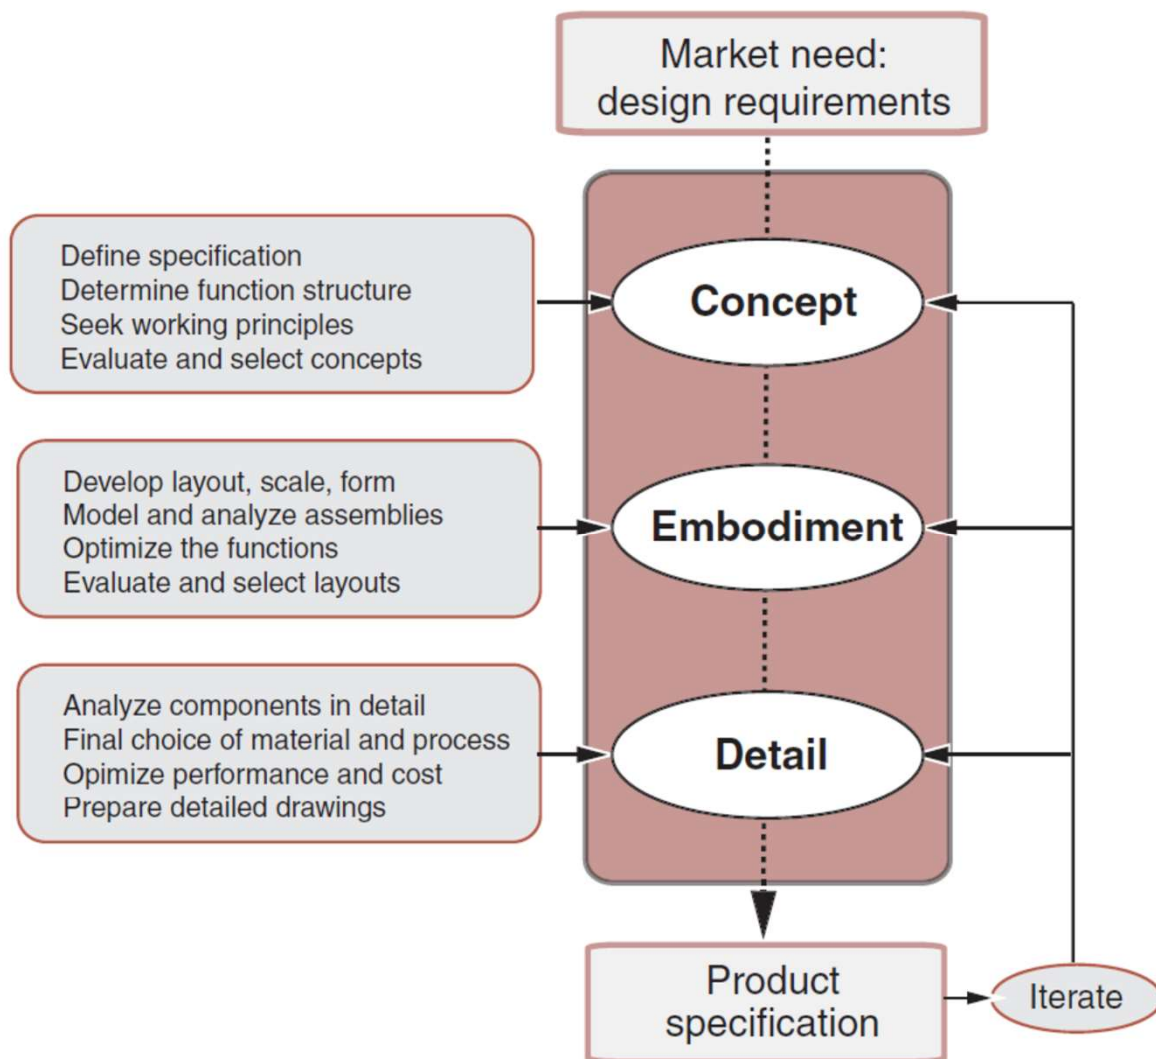 Market need:
design requirements
Define specification
Determine function structure
Seek working principles
Evaluate and select concepts
Concept
Develop layout, scale, form
Model and analyze assemblies
Optimize the functions
Evaluate and select layouts
Embodiment
Analyze components in detail
Final choice of material and process
Opimize performance and cost
Prepare detailed drawings
Detail
Product
specification
Iterate